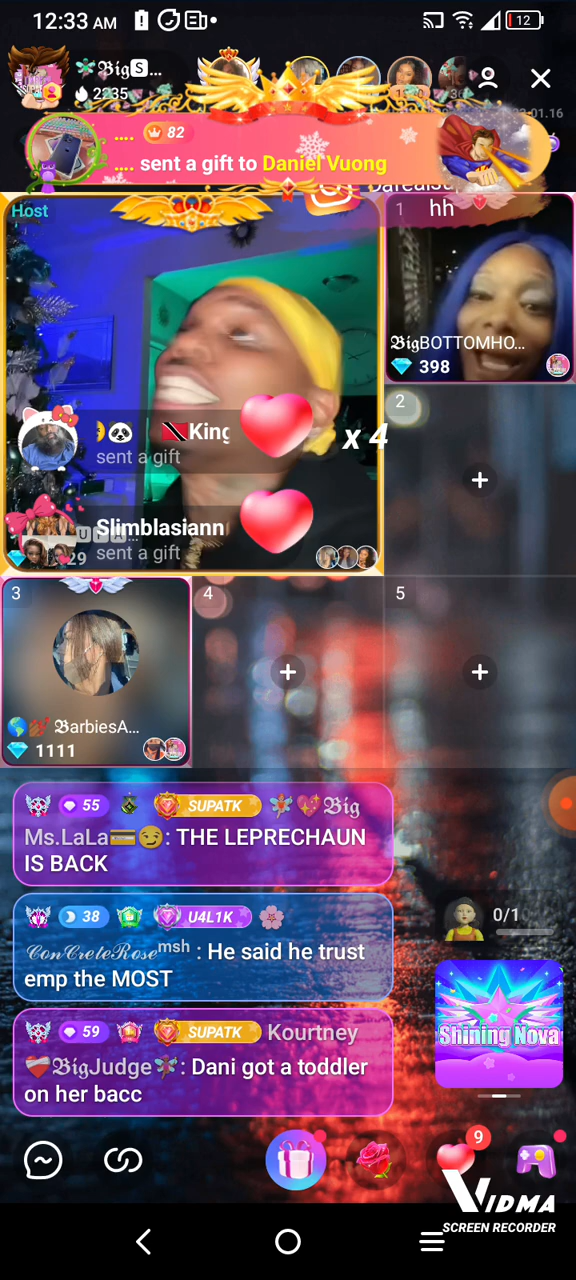 12:33 AM
12
𝕭𝖎𝖌🆂...
2235
.01.16
.... 82
.... sent a gift to Daniel Vuong
Host
1
hh
𝕭𝖎𝖌BOTTOMHO...
398
2
King
sent a gift
x 4
Slimblasiann
sent a gift
29
3
4
5
𝕭arbiesA...
1111
55 SUPATK 𝕭𝖎𝖌
Ms.LaLa💳😏: THE LEPRECHAUN
IS BACK
38 U4L1K
𝒞ℴ𝓃𝒞𝓇ℯ𝓉ℯℛℴ𝓈ℯᵐˢʰ : He said he trust
emp the MOST
0/1
Shining Nova
59 SUPATK Kourtney
𝕭𝖎𝖌Judge: Dani got a toddler
on her bacc
9
VIDMA
SCREEN RECORDER